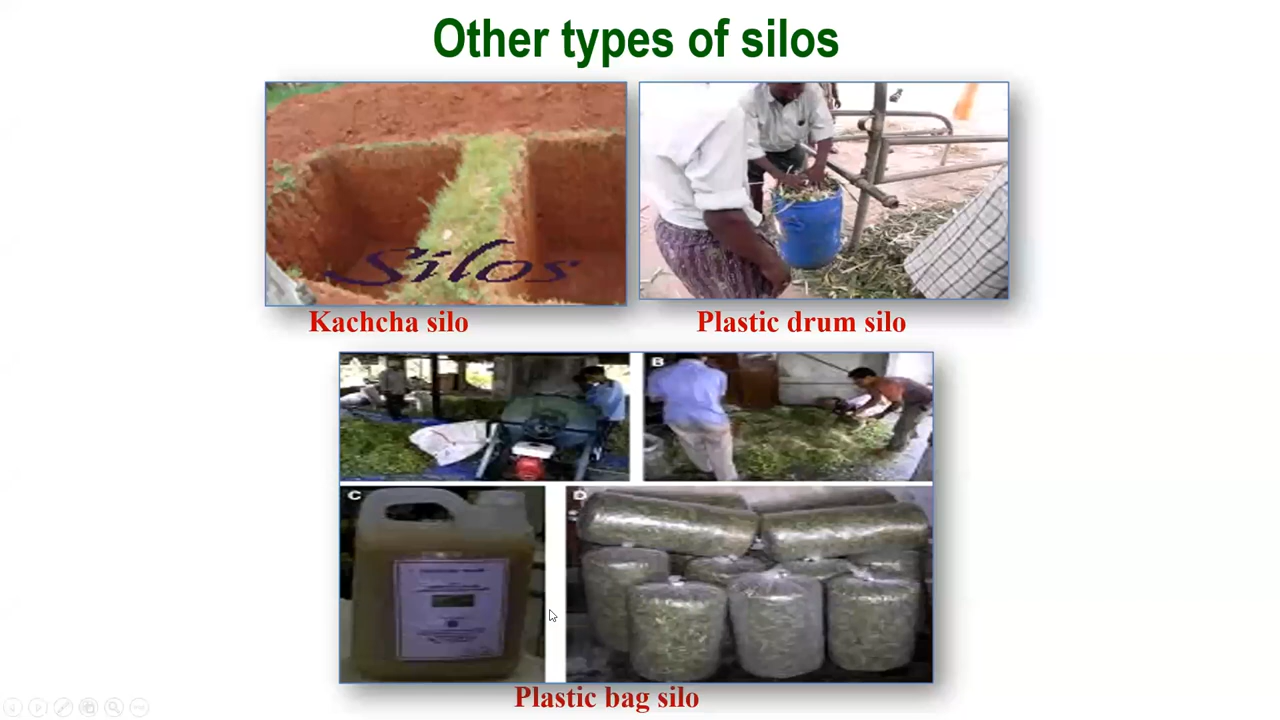 Other types of silos
Silos
Kachcha silo
Plastic drum silo
A
B
C
D
Plastic bag silo